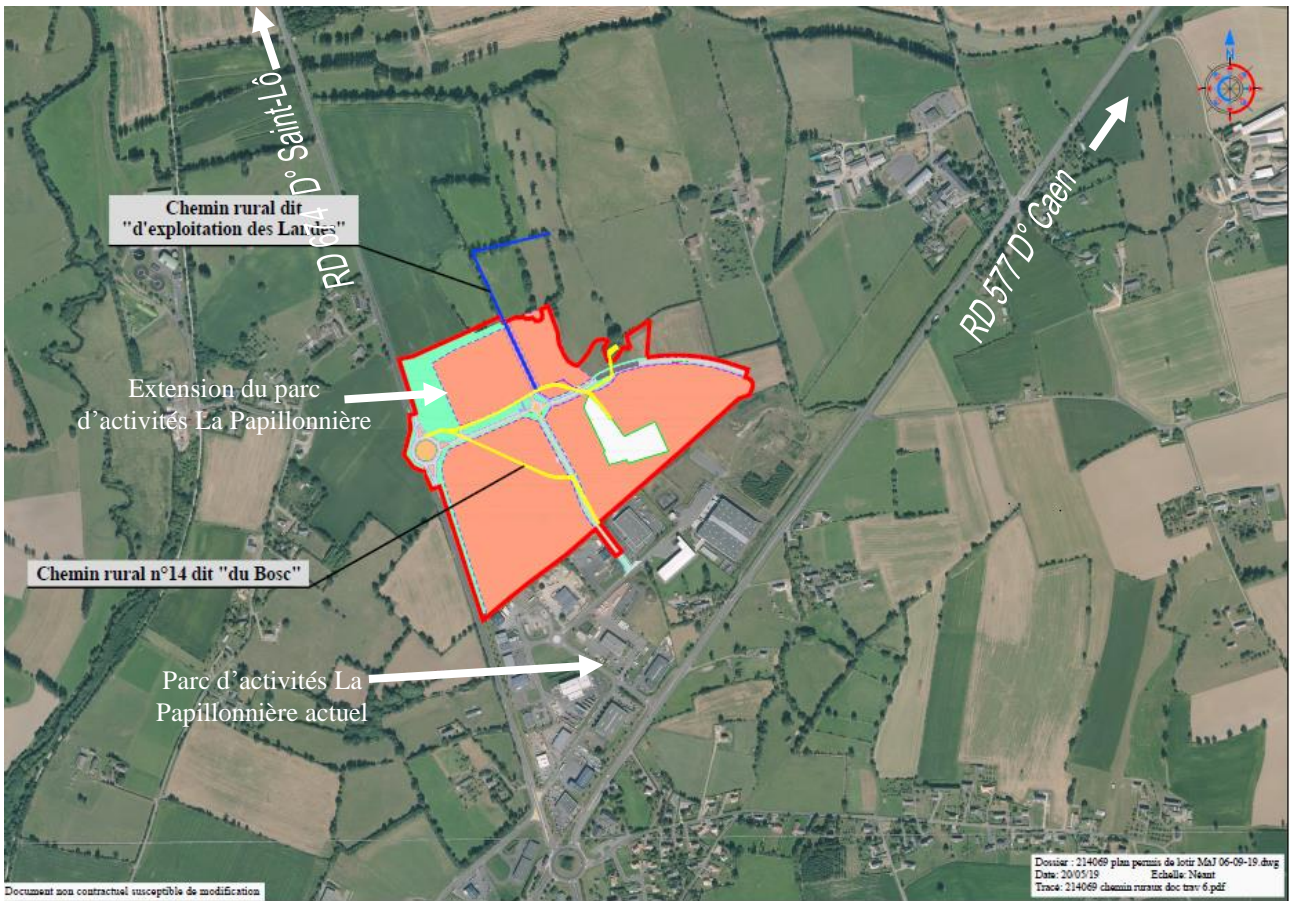 N
RD 674 D° Saint-Lô
RD 577 D° Caen
Chemin rural dit
"d'exploitation des Landes"
Extension du parc
d'activités La Papillonnière
Chemin rural n°14 dit "du Bosc"
Parc d'activités La
Papillonnière actuel
Document non contractuel susceptible de modification
Dossier : 214069 plan permis de lotir MaJ 06-09-19.dwg
Date: 20/05/19 Echelle: Néant
Tracé: 214069 chemin ruraux doc trav 6.pdf